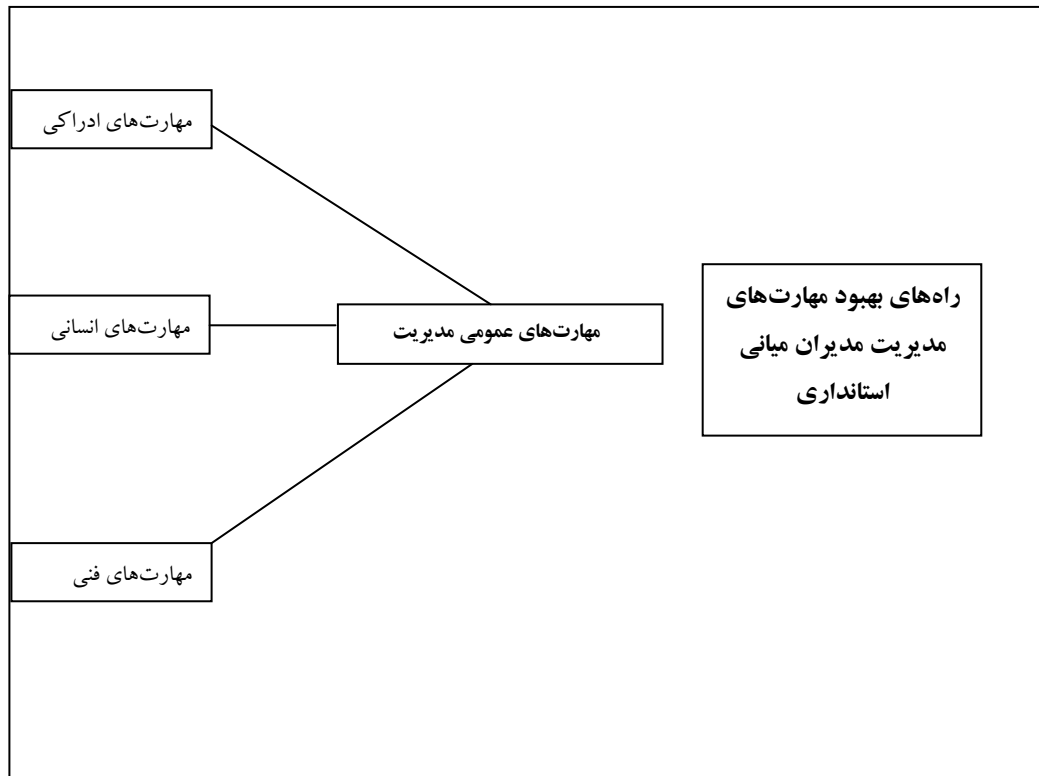 مهارت‌های ادراکی
راه‌های بهبود مهارت‌های
مدیریت مدیران میانی
استانداری
مهارت‌های عمومی مدیریت
مهارت‌های انسانی
مهارت‌های فنی